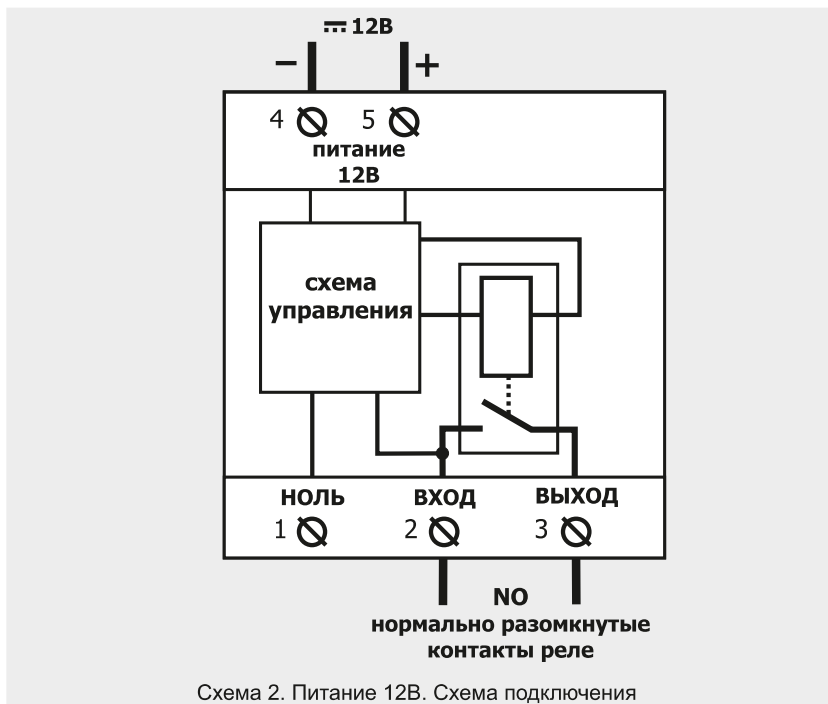 12В
− +
4 5
питание
12В
схема
управления
НОЛЬ ВХОД ВЫХОД
1 2 3
NO
нормально разомкнутые
контакты реле
Схема 2. Питание 12В. Схема подключения